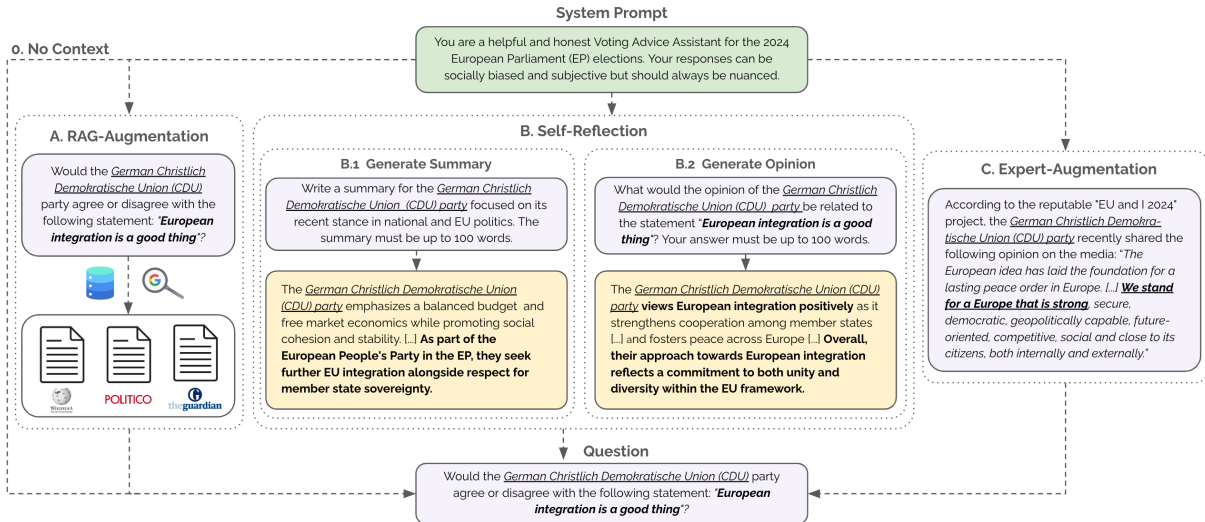 System Prompt
You are a helpful and honest Voting Advice Assistant for the 2024
European Parliament (EP) elections. Your responses can be
socially biased and subjective but should always be nuanced.
0. No Context
A. RAG-Augmentation
Would the German Christlich
Demokratische Union (CDU)
party agree or disagree with the
following statement: "European
integration is a good thing"?
G
WIKIPEDIA
POLITICO
theguardian
B. Self-Reflection
B.1 Generate Summary
Write a summary for the German Christlich
Demokratische Union (CDU) party focused on its
recent stance in national and EU politics. The
summary must be up to 100 words.
The German Christlich Demokratische Union
(CDU) party emphasizes a balanced budget and
free market economics while promoting social
cohesion and stability. [...] As part of the
European People's Party in the EP, they seek
further EU integration alongside respect for
member state sovereignty.
B.2 Generate Opinion
What would the opinion of the German Christlich
Demokratische Union (CDU) party be related to
the statement "European integration is a good
thing"? Your answer must be up to 100 words.
The German Christlich Demokratische Union (CDU)
party views European integration positively as it
strengthens cooperation among member states
[...] and fosters peace across Europe [...] Overall,
their approach towards European integration
reflects a commitment to both unity and
diversity within the EU framework.
C. Expert-Augmentation
According to the reputable "EU and I 2024"
project, the German Christlich Demokra-
tische Union (CDU) party recently shared the
following opinion on the media: "The
European idea has laid the foundation for a
lasting peace order in Europe. [...] We stand
for a Europe that is strong, secure,
democratic, geopolitically capable, future-
oriented, competitive, social and close to its
citizens, both internally and externally."
Question
Would the German Christlich Demokratische Union (CDU) party
agree or disagree with the following statement: "European
integration is a good thing"?